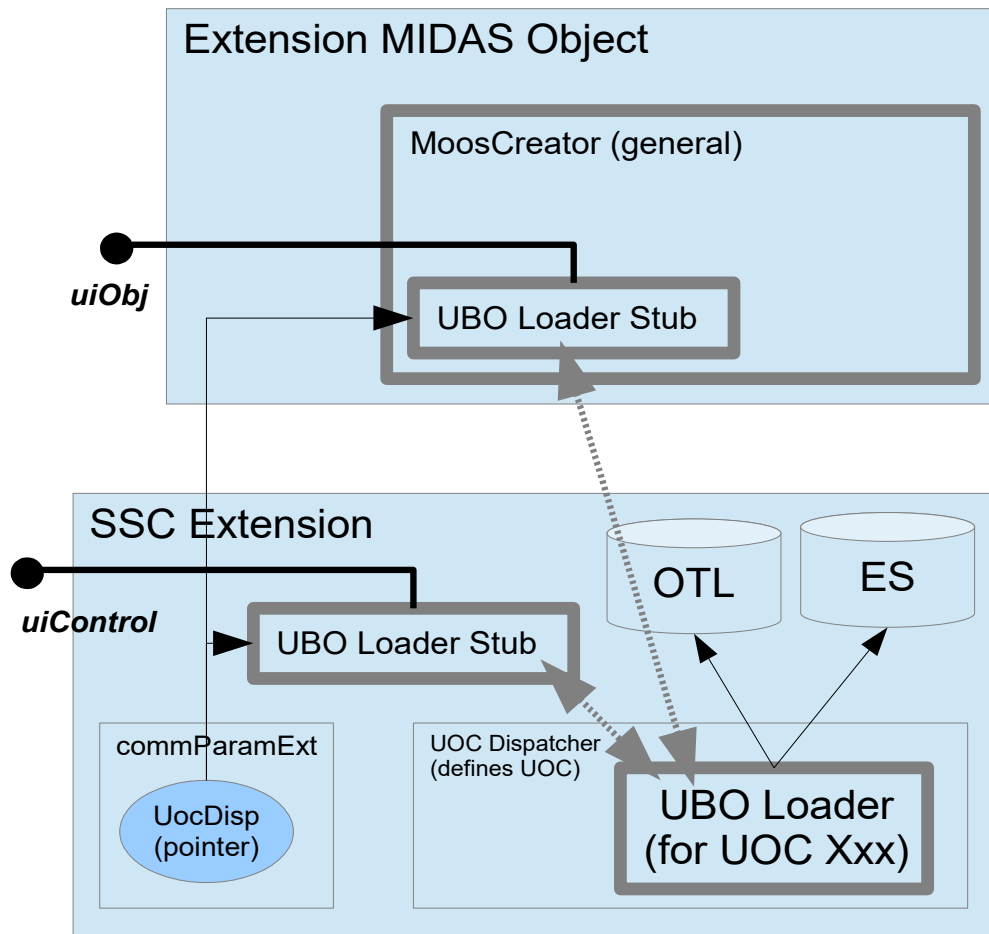 Extension MIDAS Object
MoosCreator (general)
uiObj
UBO Loader Stub
SSC Extension
OTL
ES
uiControl
UBO Loader Stub
commParamExt
UocDisp
(pointer)
UOC Dispatcher
(defines UOC)
UBO Loader
(for UOC Xxx)